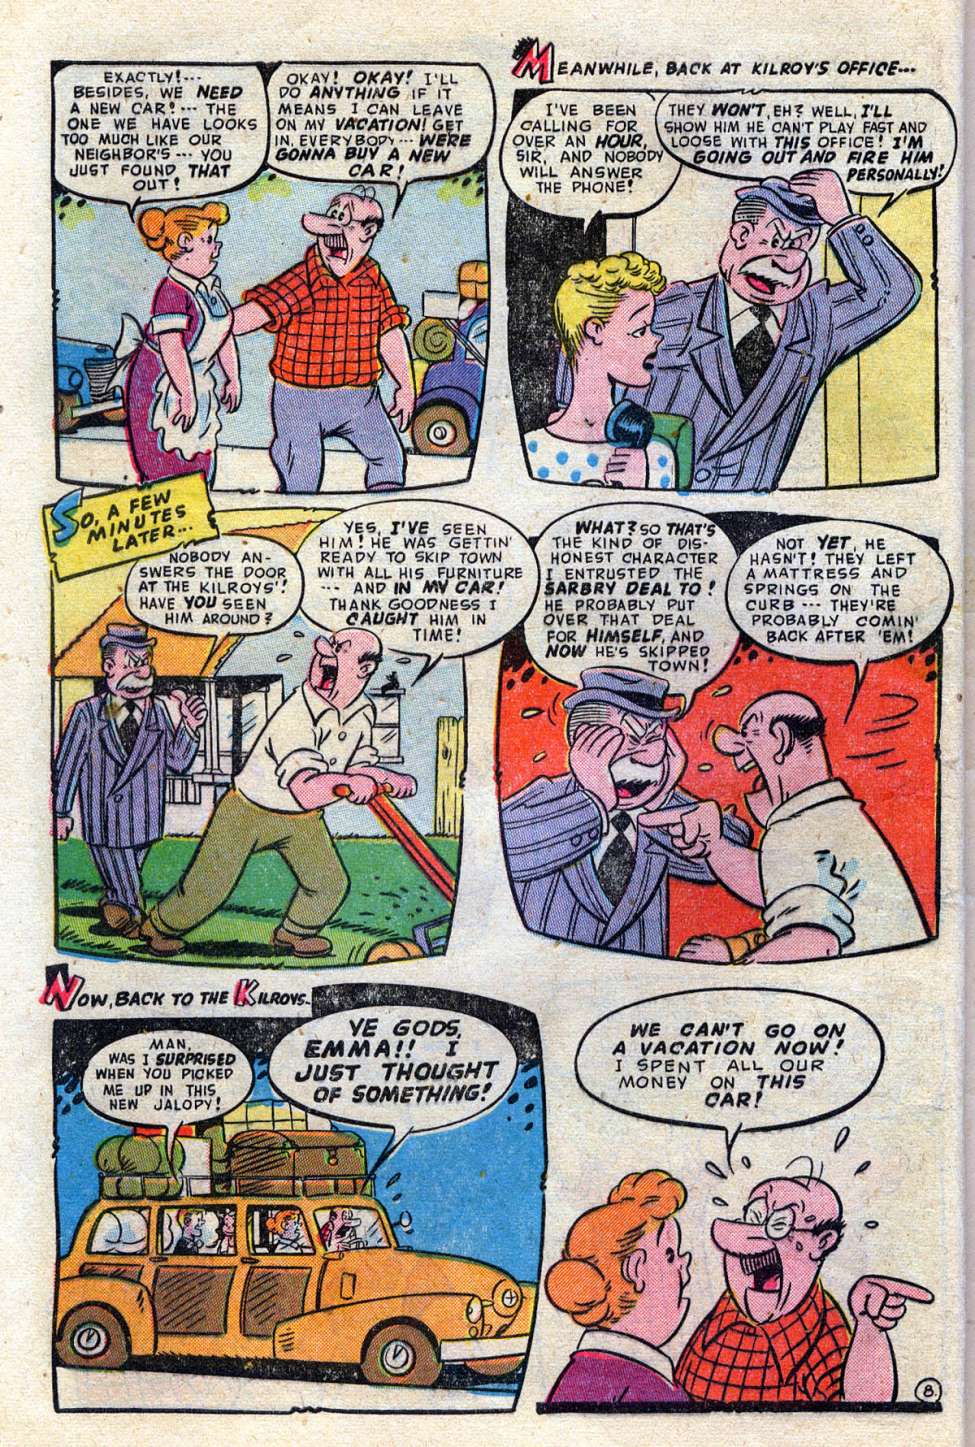 EXACTLY!---
BESIDES, WE NEED
A NEW CAR! --- THE
ONE WE HAVE LOOKS
TOO MUCH LIKE OUR
NEIGHBOR'S --- YOU
JUST FOUND THAT
OUT!
OKAY! OKAY! I'LL
DO ANYTHING IF IT
MEANS I CAN LEAVE
ON MY VACATION! GET
IN, EVERYBODY --- WE'RE
GONNA BUY A NEW
CAR!
MEANWHILE, BACK AT KILROY'S OFFICE---
I'VE BEEN
CALLING FOR
OVER AN HOUR,
SIR, AND NOBODY
WILL ANSWER
THE PHONE!
THEY WON'T, EH? WELL, I'LL
SHOW HIM HE CAN'T PLAY FAST AND
LOOSE WITH THIS OFFICE! I'M
GOING OUT AND FIRE HIM
PERSONALLY!
SO, A FEW
MINUTES
LATER...
NOBODY AN-
SWERS THE DOOR
AT THE KILROYS'!
HAVE YOU SEEN
HIM AROUND?
YES, I'VE SEEN
HIM! HE WAS GETTIN'
READY TO SKIP TOWN
WITH ALL HIS FURNITURE
--- AND IN MY CAR!
THANK GOODNESS I
CAUGHT HIM IN
TIME!
WHAT? SO THAT'S
THE KIND OF DIS-
HONEST CHARACTER
I ENTRUSTED THE
SARBRY DEAL TO!
HE PROBABLY PUT
OVER THAT DEAL
FOR HIMSELF, AND
NOW HE'S SKIPPED
TOWN!
NOT YET, HE
HASN'T! THEY LEFT
A MATTRESS AND
SPRINGS ON THE
CURB --- THEY'RE
PROBABLY COMIN'
BACK AFTER 'EM!
NOW, BACK TO THE KILROYS--
MAN,
WAS I SURPRISED
WHEN YOU PICKED
ME UP IN THIS
NEW JALOPY!
YE GODS,
EMMA!! I
JUST THOUGHT
OF SOMETHING!
WE CAN'T GO ON
A VACATION NOW!
I SPENT ALL OUR
MONEY ON THIS
CAR!
8.